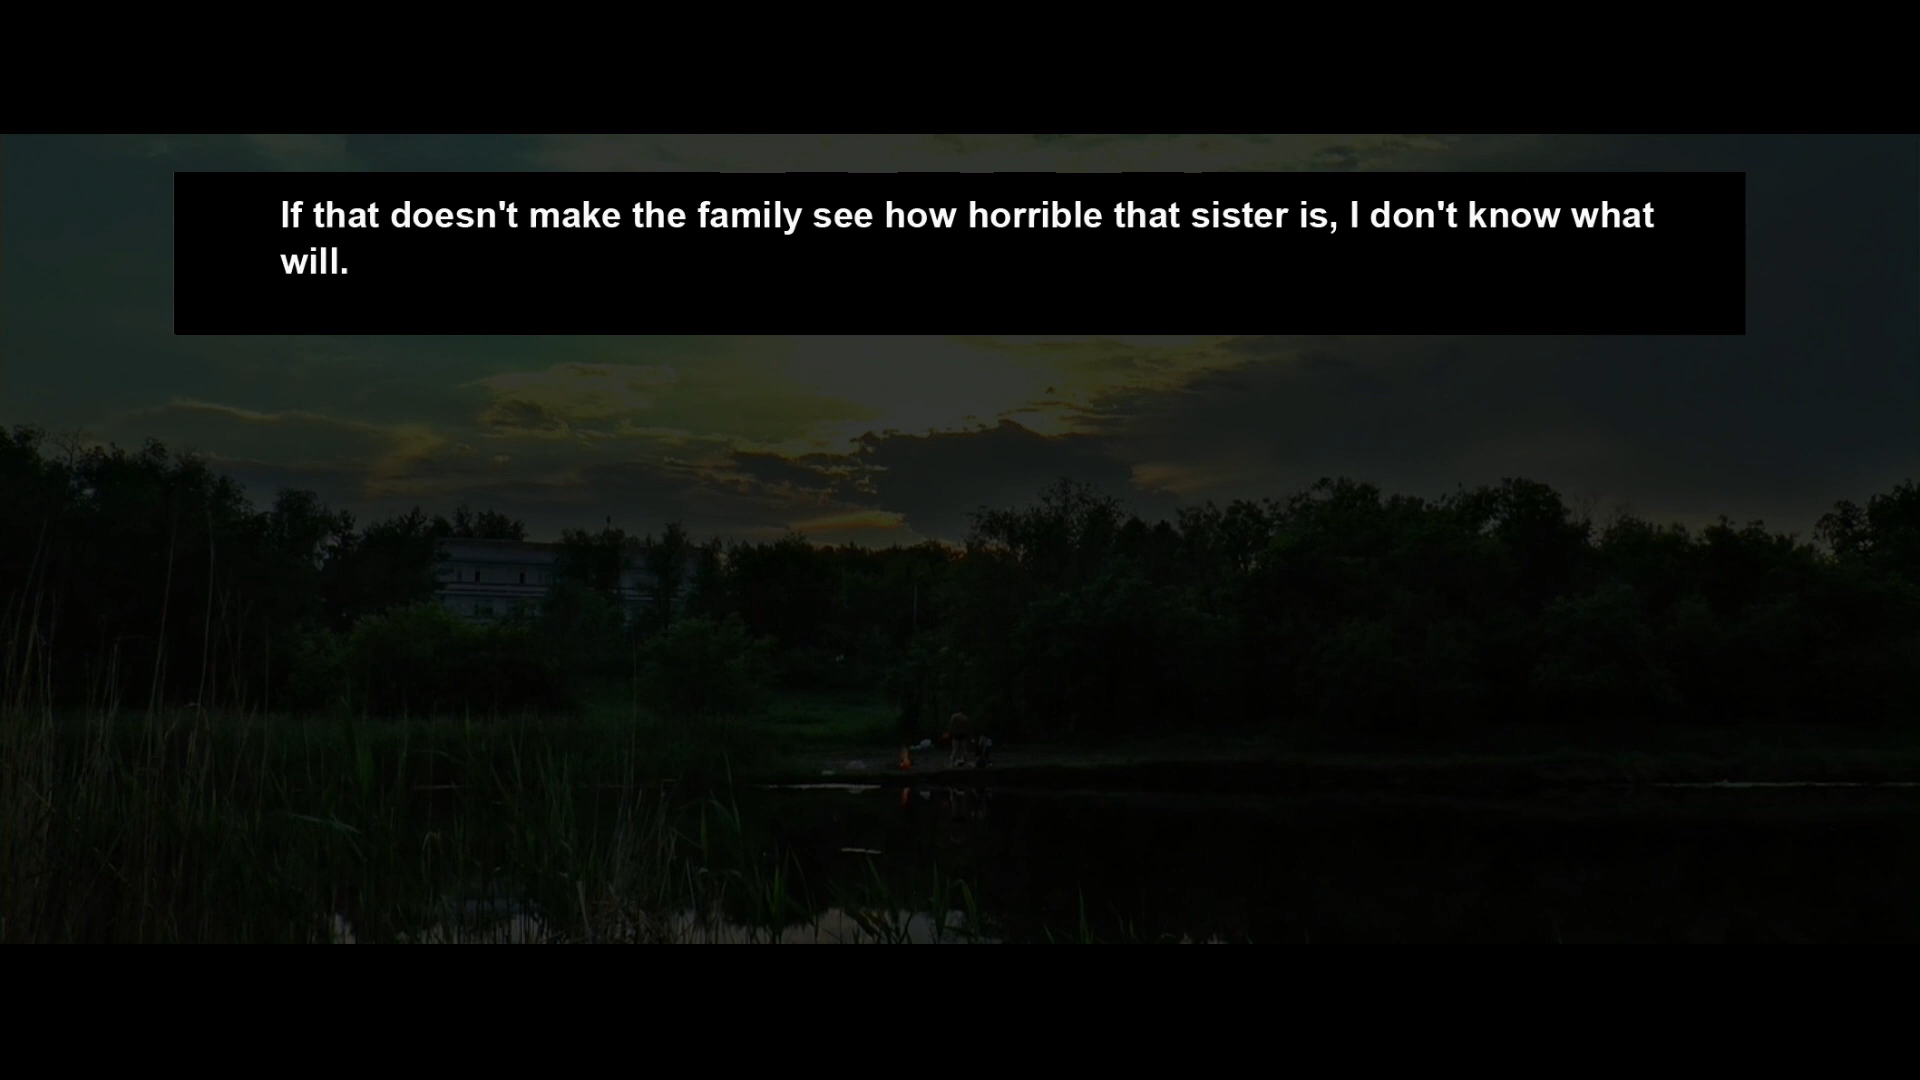 If that doesn't make the family see how horrible that sister is, I don't know what
will.